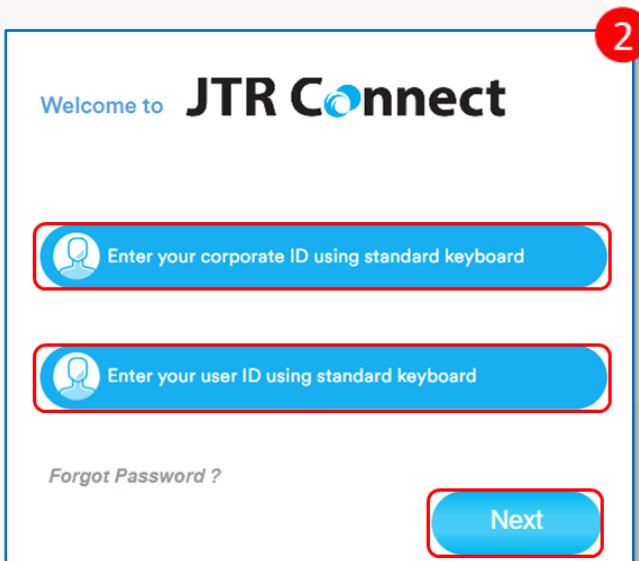 2
Welcome to JTR Connect
Enter your corporate ID using standard keyboard
Enter your user ID using standard keyboard
Forgot Password ?
Next